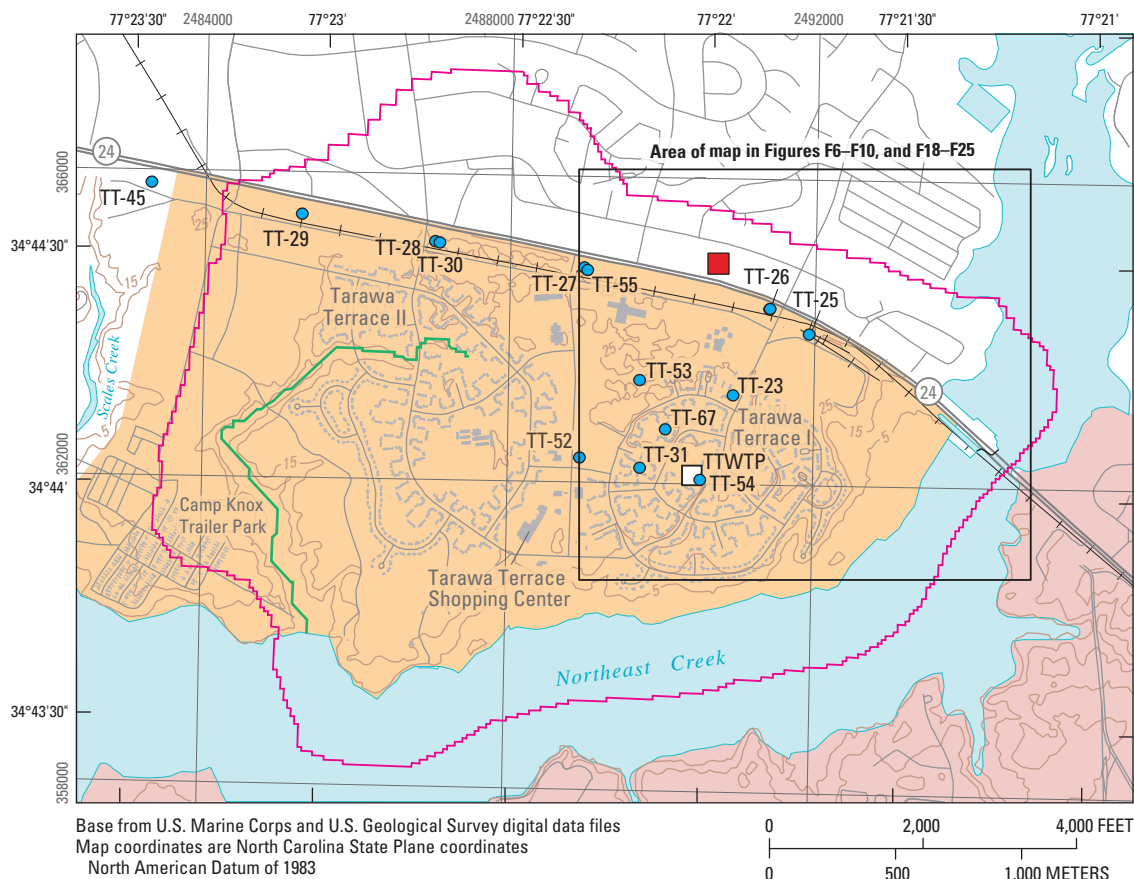 77°23'30"
2484000
77°23'
2488000
77°22'30"
77°22'
2492000
77°21'30"
77°21'
24
366000
Area of map in Figures F6–F10, and F18–F25
TT-45
TT-29
TT-28
TT-30
34°44'30"
TT-27
TT-55
TT-26
TT-25
Tarawa
Terrace II
Scales Creek
TT-53
TT-23
24
TT-67
Tarawa
Terrace I
TT-52
TT-31
TTWTP
TT-54
362000
34°44'
25
15
15
15
25
5
5
Camp Knox
Trailer Park
Tarawa Terrace
Shopping Center
Northeast Creek
34°43'30"
358000
Base from U.S. Marine Corps and U.S. Geological Survey digital data files
Map coordinates are North Carolina State Plane coordinates
North American Datum of 1983
0
2,000
4,000 FEET
0
500
1,000 METERS